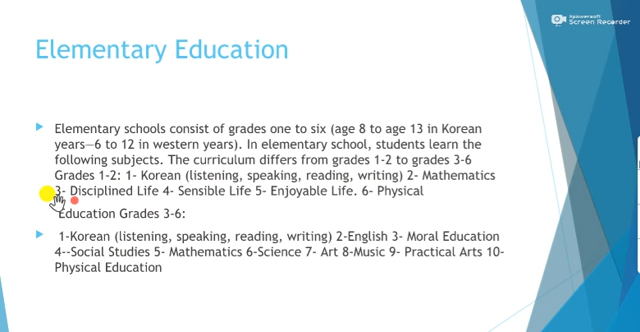 Apowersoft
Screen Recorder
Elementary Education
Elementary schools consist of grades one to six (age 8 to age 13 in Korean
years—6 to 12 in western years). In elementary school, students learn the
following subjects. The curriculum differs from grades 1-2 to grades 3-6
Grades 1-2: 1- Korean (listening, speaking, reading, writing) 2- Mathematics
3- Disciplined Life 4- Sensible Life 5- Enjoyable Life. 6- Physical
Education Grades 3-6:
1-Korean (listening, speaking, reading, writing) 2-English 3- Moral Education
4--Social Studies 5- Mathematics 6-Science 7- Art 8-Music 9- Practical Arts 10-
Physical Education